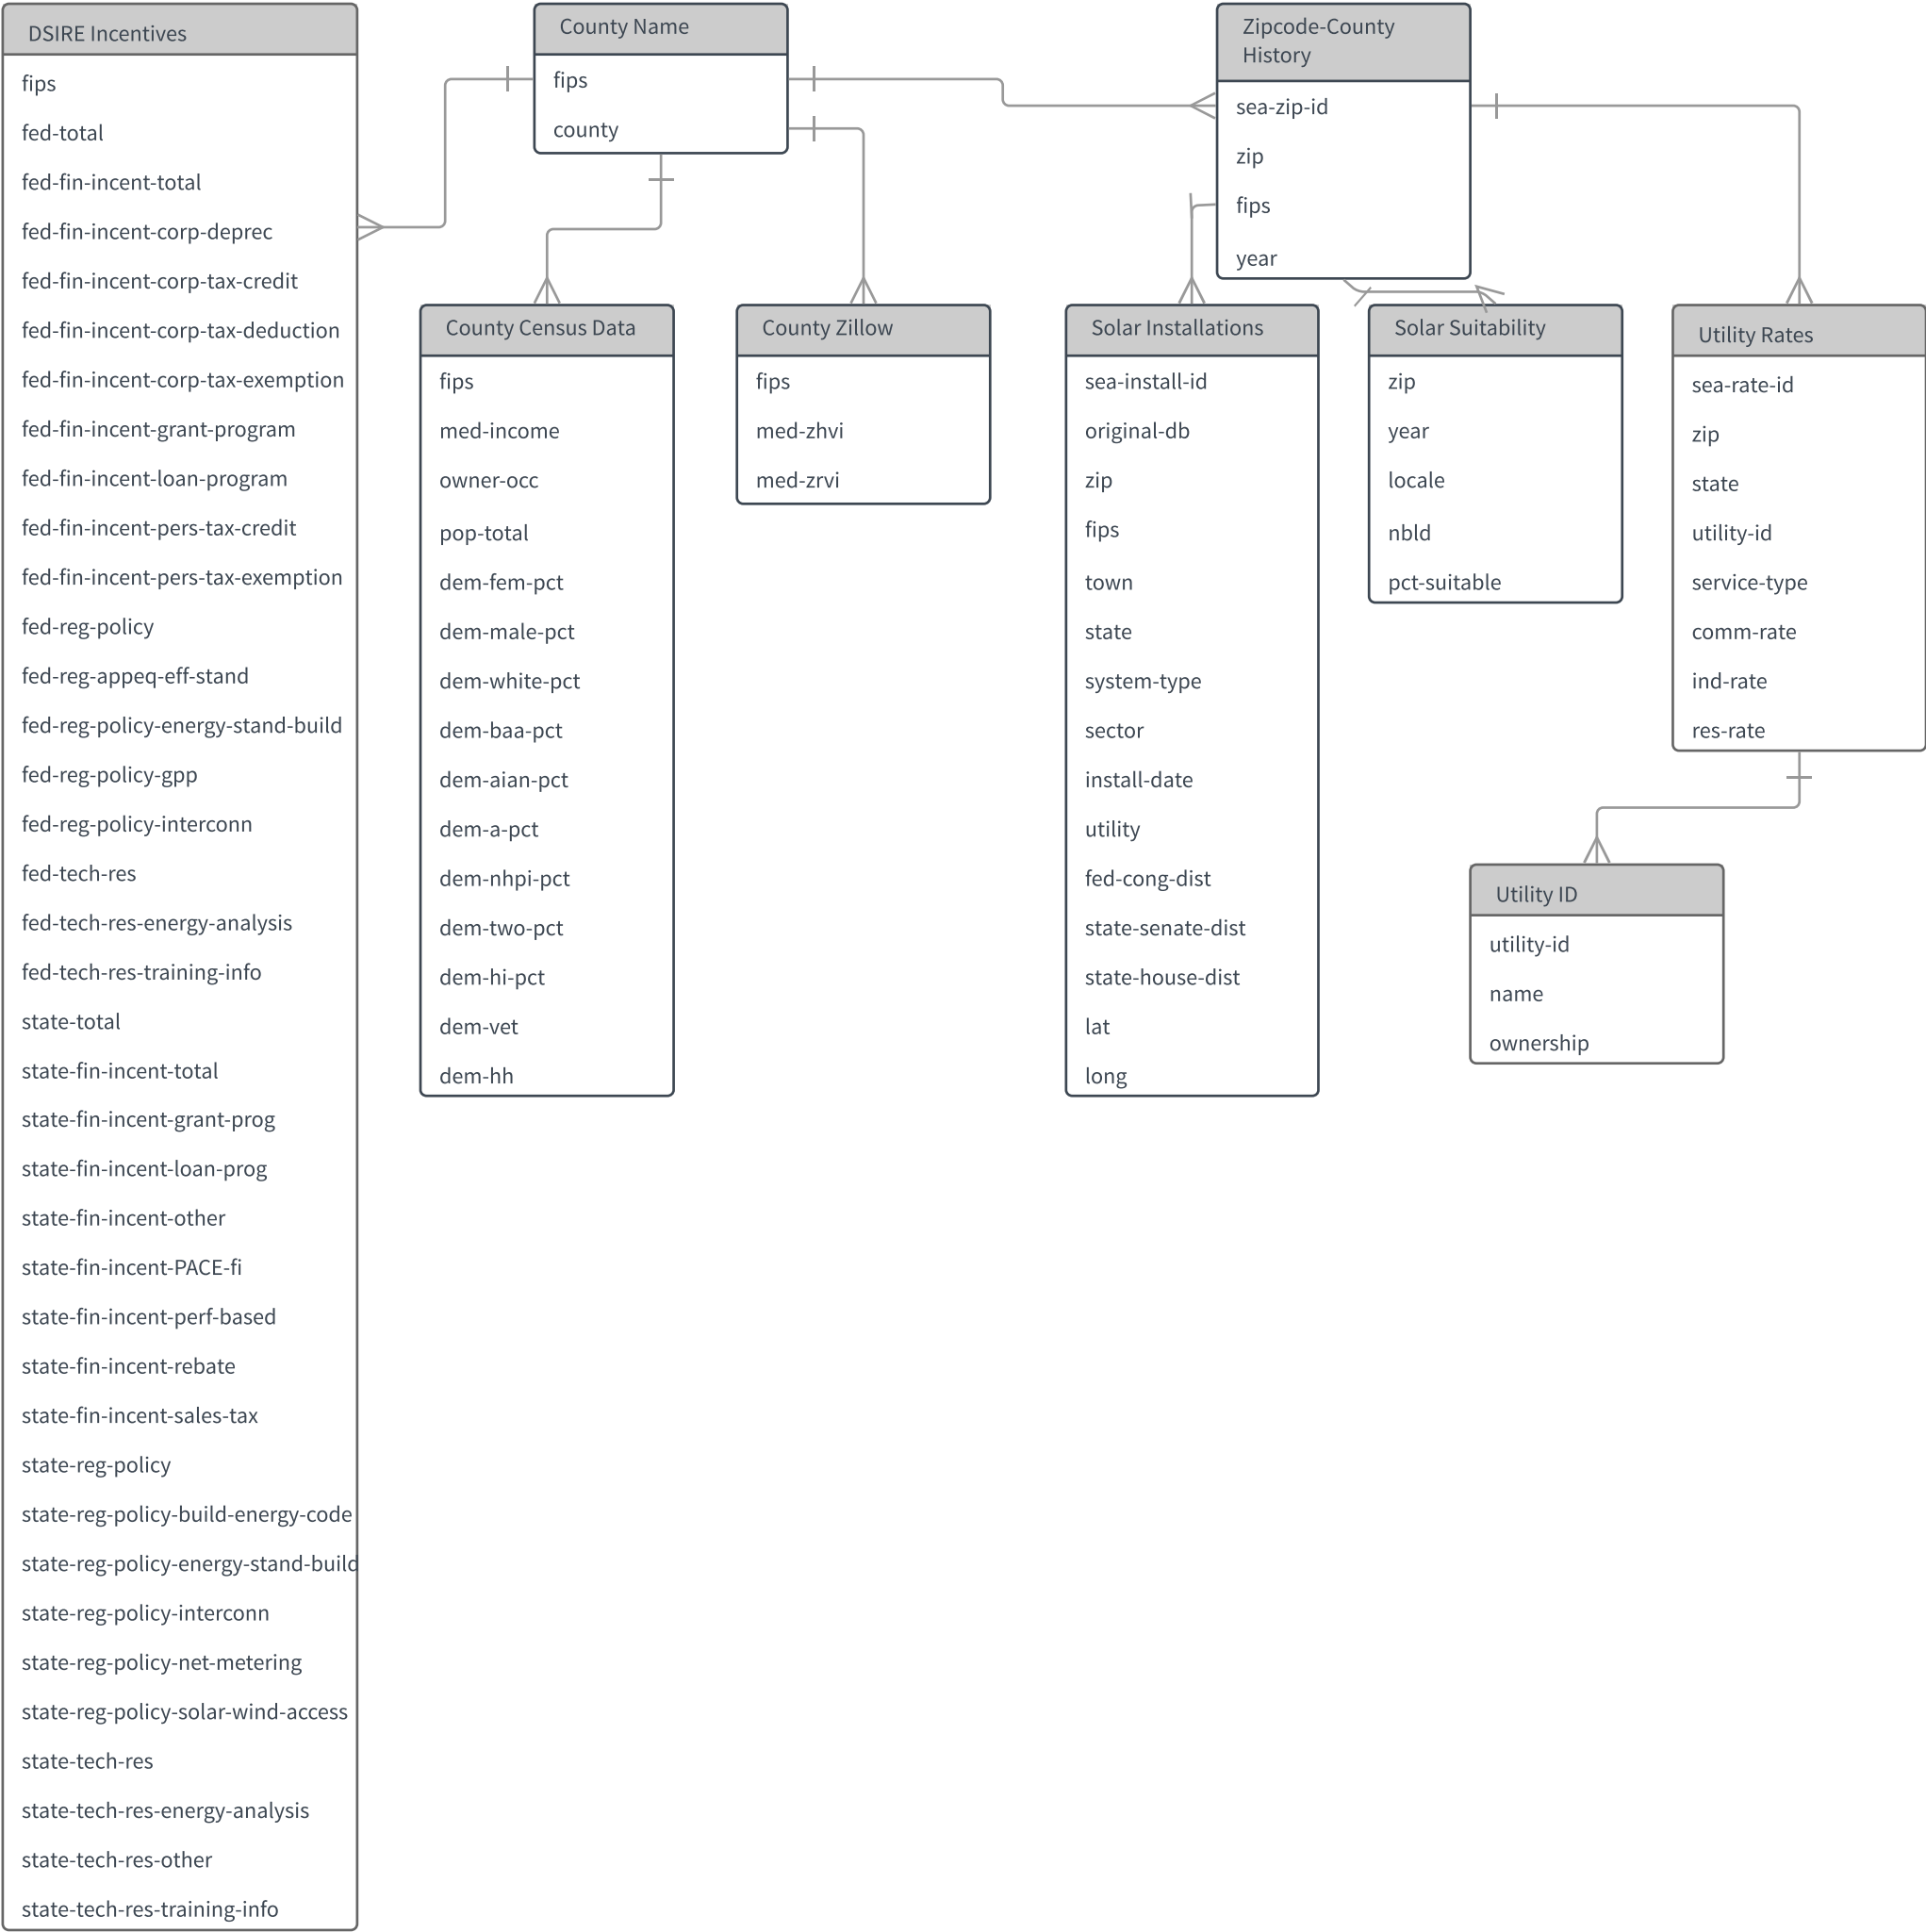 DSIRE Incentives
fips
fed-total
fed-fin-incent-total
fed-fin-incent-corp-deprec
fed-fin-incent-corp-tax-credit
fed-fin-incent-corp-tax-deduction
fed-fin-incent-corp-tax-exemption
fed-fin-incent-grant-program
fed-fin-incent-loan-program
fed-fin-incent-pers-tax-credit
fed-fin-incent-pers-tax-exemption
fed-reg-policy
fed-reg-appeq-eff-stand
fed-reg-policy-energy-stand-build
fed-reg-policy-gpp
fed-reg-policy-interconn
fed-tech-res
fed-tech-res-energy-analysis
fed-tech-res-training-info
state-total
state-fin-incent-total
state-fin-incent-grant-prog
state-fin-incent-loan-prog
state-fin-incent-other
state-fin-incent-PACE-fi
state-fin-incent-perf-based
state-fin-incent-rebate
state-fin-incent-sales-tax
state-reg-policy
state-reg-policy-build-energy-code
state-reg-policy-energy-stand-build
state-reg-policy-interconn
state-reg-policy-net-metering
state-reg-policy-solar-wind-access
state-tech-res
state-tech-res-energy-analysis
state-tech-res-other
state-tech-res-training-info
County Name
fips
county
Zipcode-County
History
sea-zip-id
zip
fips
year
County Census Data
fips
med-income
owner-occ
pop-total
dem-fem-pct
dem-male-pct
dem-white-pct
dem-baa-pct
dem-aian-pct
dem-a-pct
dem-nhpi-pct
dem-two-pct
dem-hi-pct
dem-vet
dem-hh
County Zillow
fips
med-zhvi
med-zrvi
Solar Installations
sea-install-id
original-db
zip
fips
town
state
system-type
sector
install-date
utility
fed-cong-dist
state-senate-dist
state-house-dist
lat
long
Solar Suitability
zip
year
locale
nbld
pct-suitable
Utility Rates
sea-rate-id
zip
state
utility-id
service-type
comm-rate
ind-rate
res-rate
Utility ID
utility-id
name
ownership